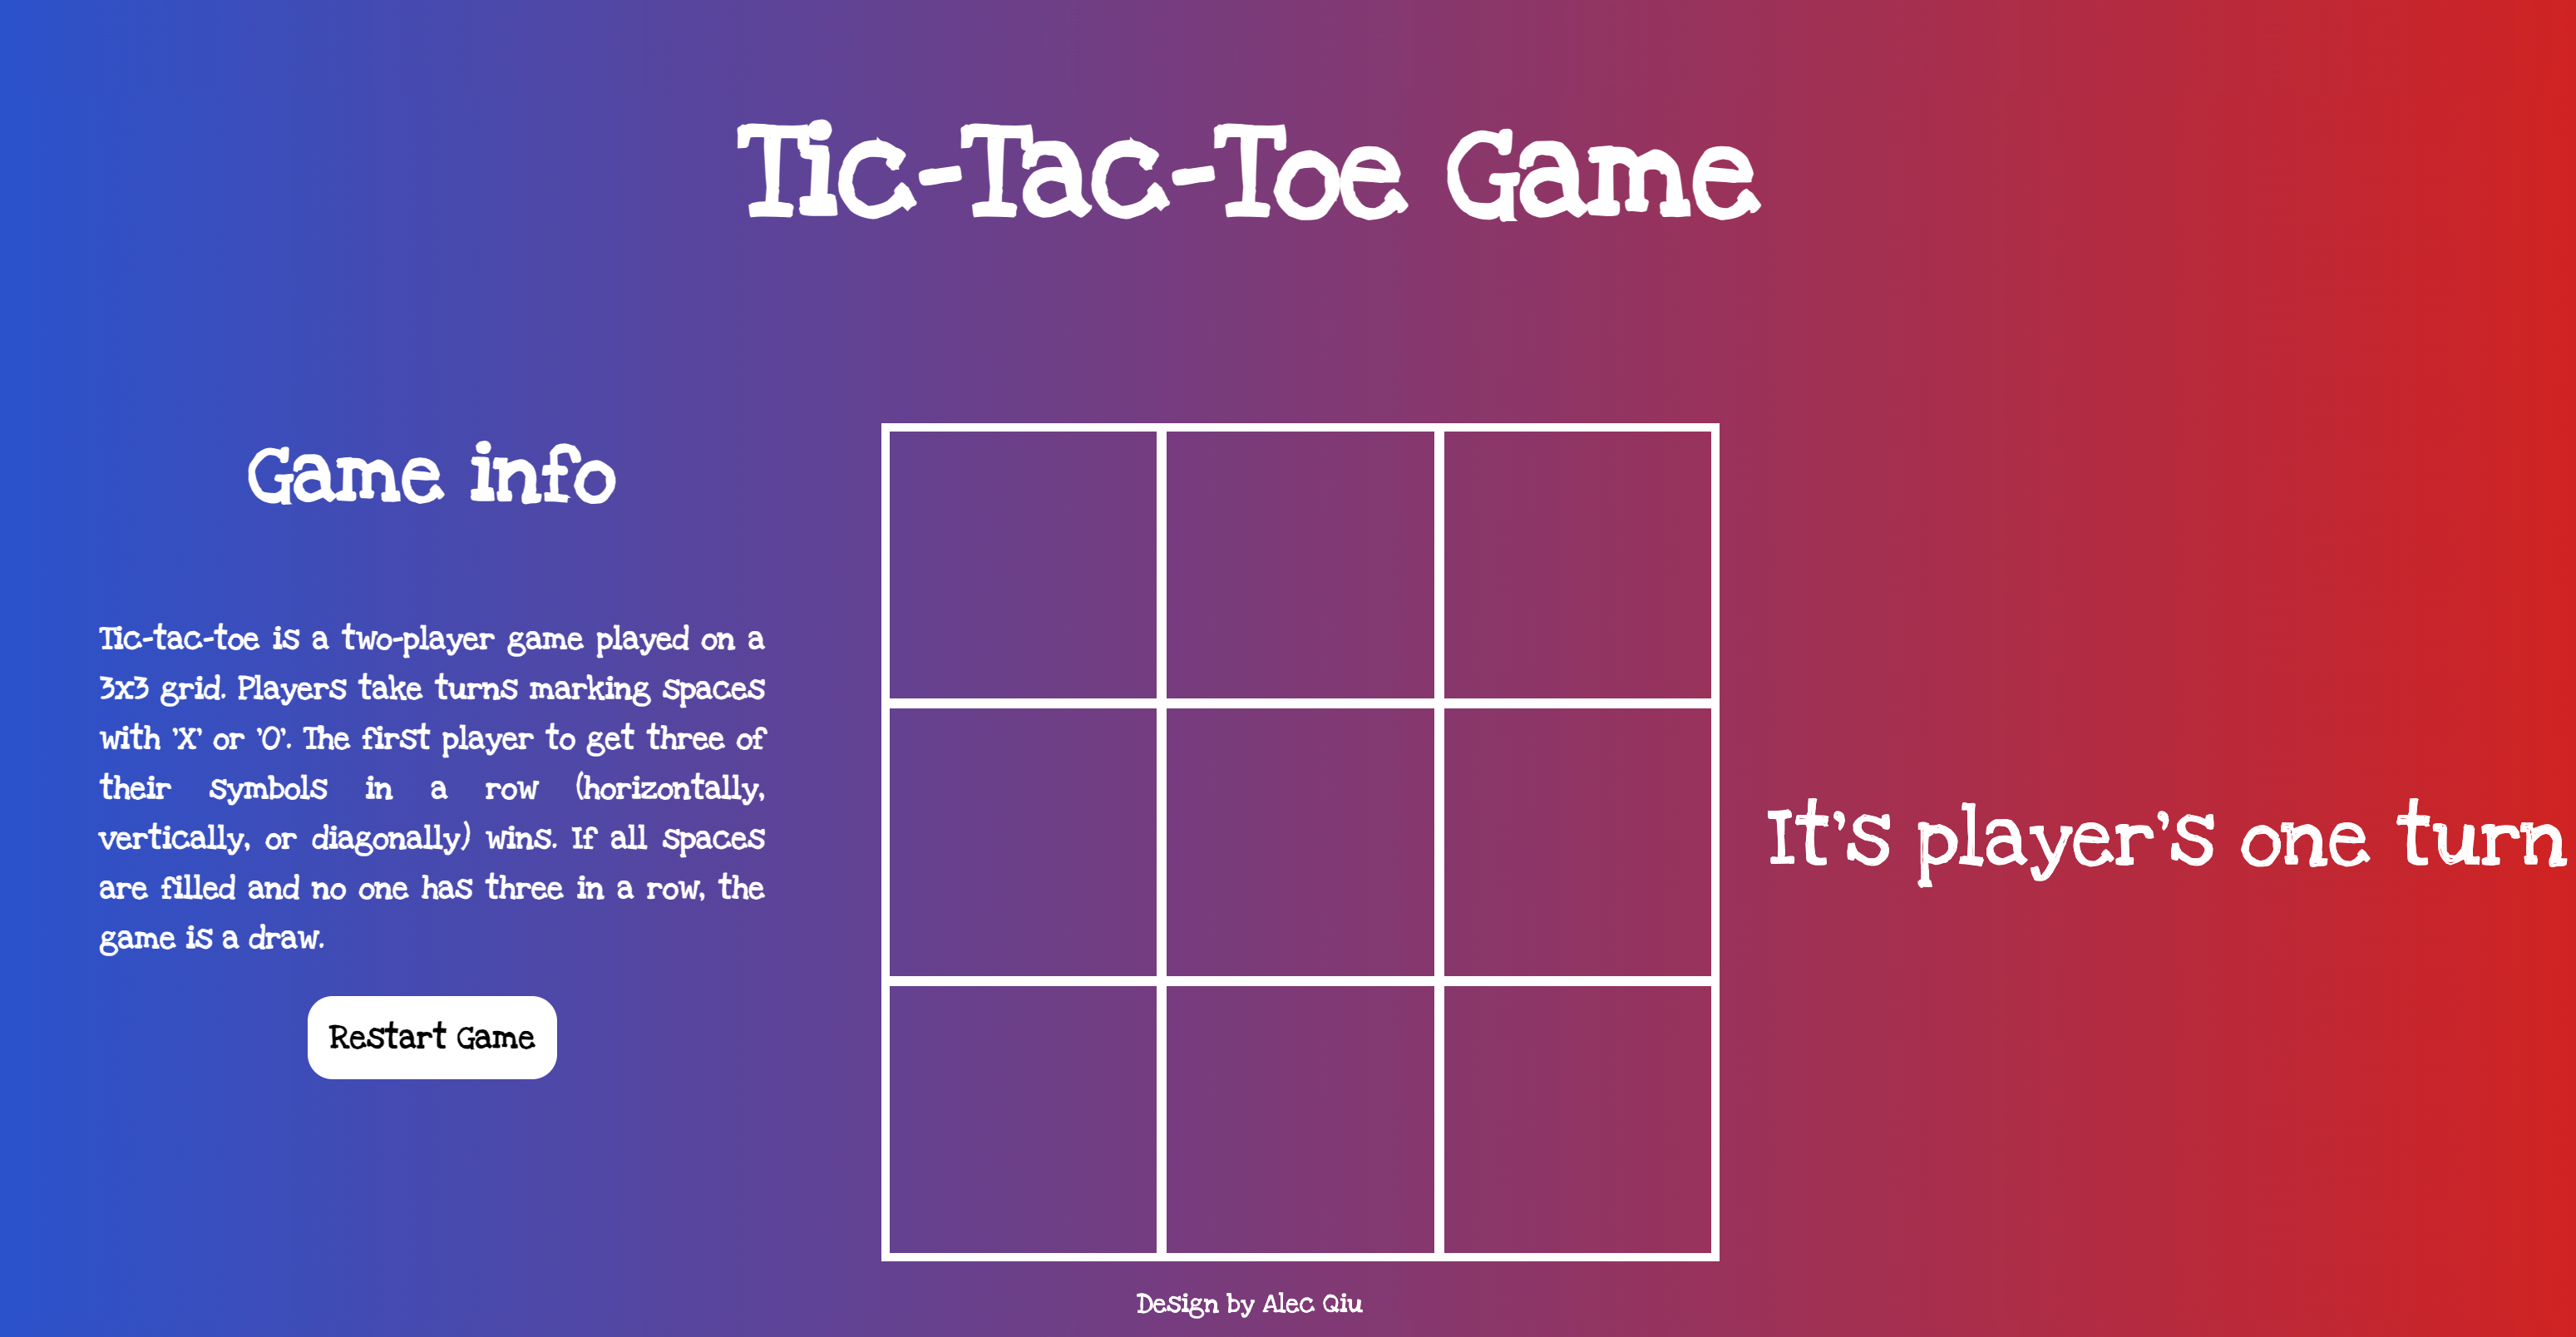 Tic-Tac-Toe Game
Game info
Tic-tac-toe is a two-player game played on a
3x3 grid. Players take turns marking spaces
with 'X' or 'O'. The first player to get three of
their symbols in a row (horizontally,
vertically, or diagonally) wins. If all spaces
are filled and no one has three in a row, the
game is a draw.
Restart Game
It's player's one turn
Design by Alec Qiu